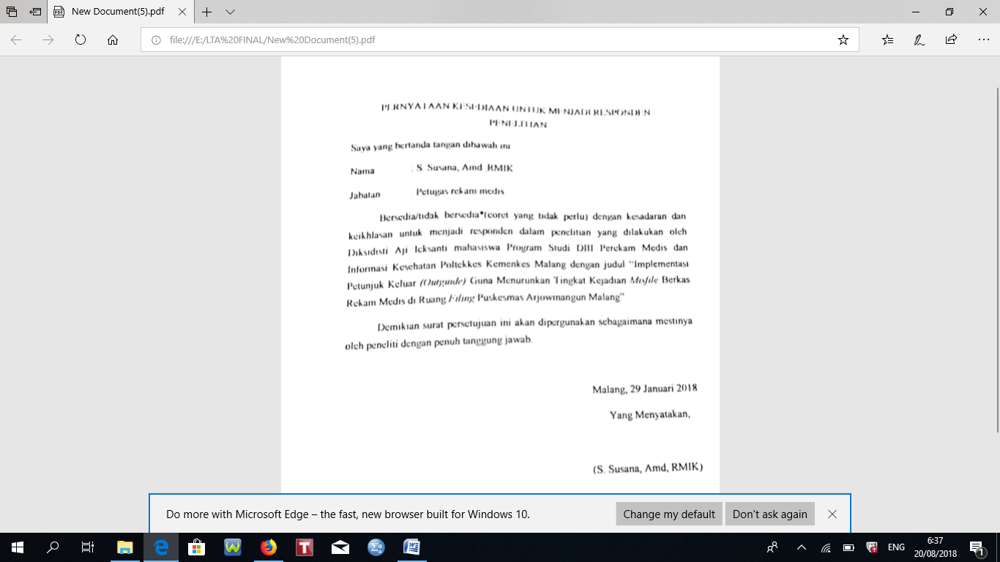 New Document(5).pdf
file:///E:/LTA%20FINAL/New%20Document(5).pdf
PERNYATAAN KESEDIAAN UNTUK MENJADI RESPONDEN
PENELITIAN
Saya yang bertanda tangan dibawah ini
Nama : S. Susana, Amd .RMIK
Jabatan Petugas rekam medis
Bersedia/tidak bersedia*(coret yang tidak perlu) dengan kesadaran dan
keikhlasan untuk menjadi responden dalam penelitian yang dilakukan oleh
Diksidisti Aji Ieksanti mahasiswa Program Studi DIII Perekam Medis dan
Informasi Kesehatan Poltekkes Kemenkes Malang dengan judul "Implementasi
Petunjuk Keluar (Outguide) Guna Menurunkan Tingkat Kejadian Misfile Berkas
Rekam Medis di Ruang Filing Puskesmas Arjowinangun Malang"
Demikian surat persetujuan ini akan dipergunakan sebagaimana mestinya
oleh peneliti dengan penuh tanggung jawab.
Malang, 29 Januari 2018
Yang Menyatakan,
(S. Susana, Amd, RMIK)
Do more with Microsoft Edge – the fast, new browser built for Windows 10.
Change my default
Don't ask again
ENG
6:37
20/08/2018
1